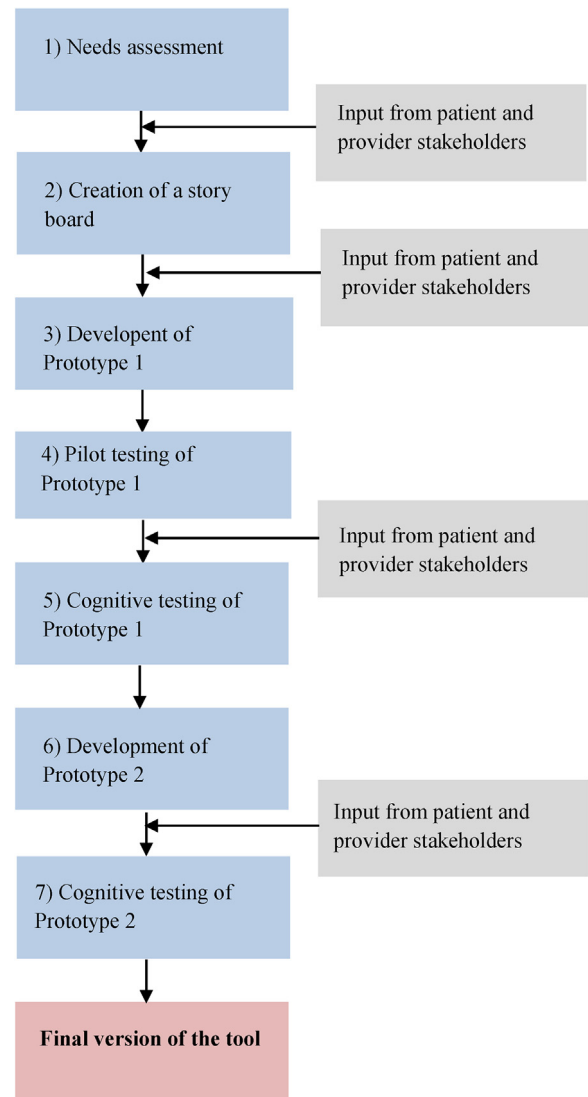 1) Needs assessment
Input from patient and
provider stakeholders
2) Creation of a story
board
Input from patient and
provider stakeholders
3) Developent of
Prototype 1
4) Pilot testing of
Prototype 1
Input from patient and
provider stakeholders
5) Cognitive testing of
Prototype 1
6) Development of
Prototype 2
Input from patient and
provider stakeholders
7) Cognitive testing of
Prototype 2
Final version of the tool